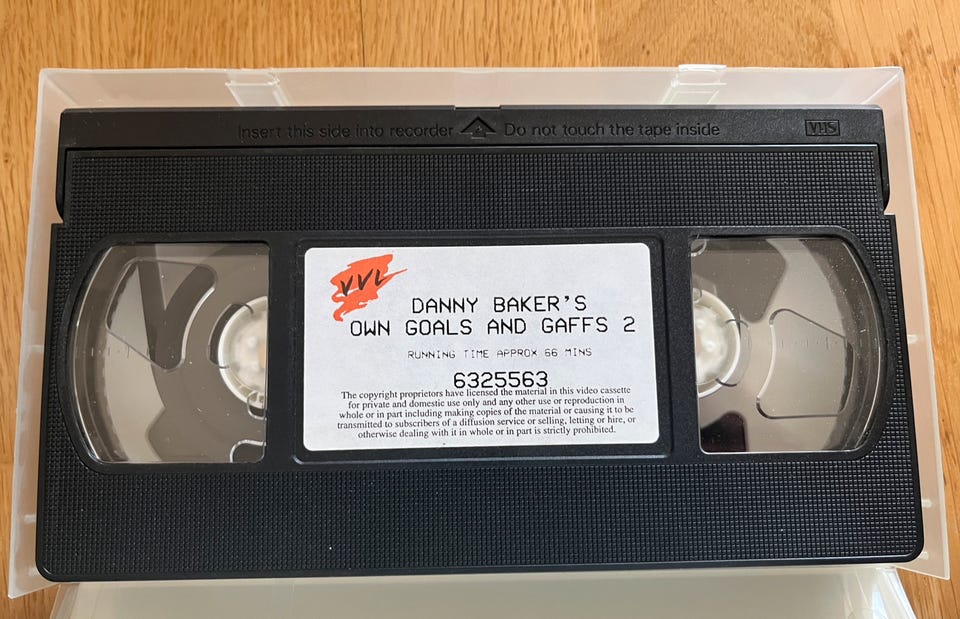 Insert this side into recorder Do not touch the tape inside VHS
VVL
DANNY BAKER'S
OWN GOALS AND GAFFS 2
RUNNING TIME APPROX 66 MINS
6325563
The copyright proprietors have licensed the material in this video cassette
for private and domestic use only and any other use or reproduction in
whole or in part including making copies of the material or causing it to be
transmitted to subscribers of a diffusion service or selling, letting or hire, or
otherwise dealing with it in whole or in part is strictly prohibited.